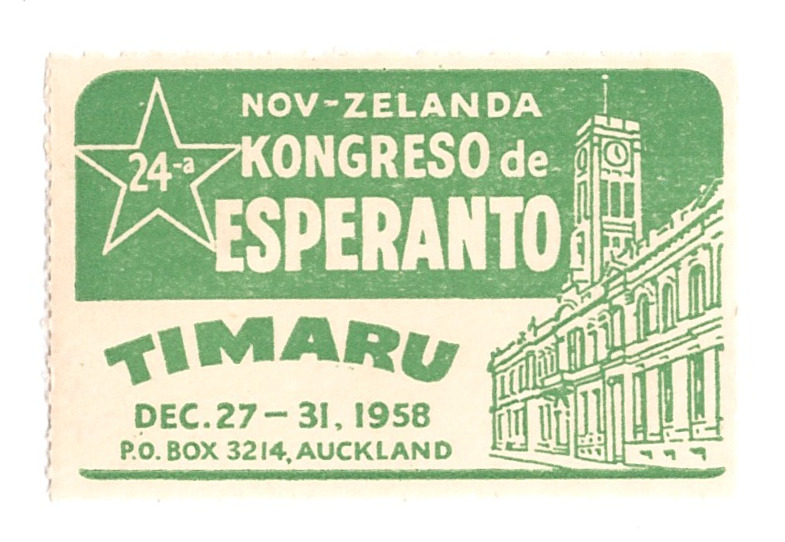 24-a
NOV-ZELANDA
KONGRESO de
ESPERANTO
TIMARU
DEC. 27 – 31, 1958
P.O. BOX 3214, AUCKLAND